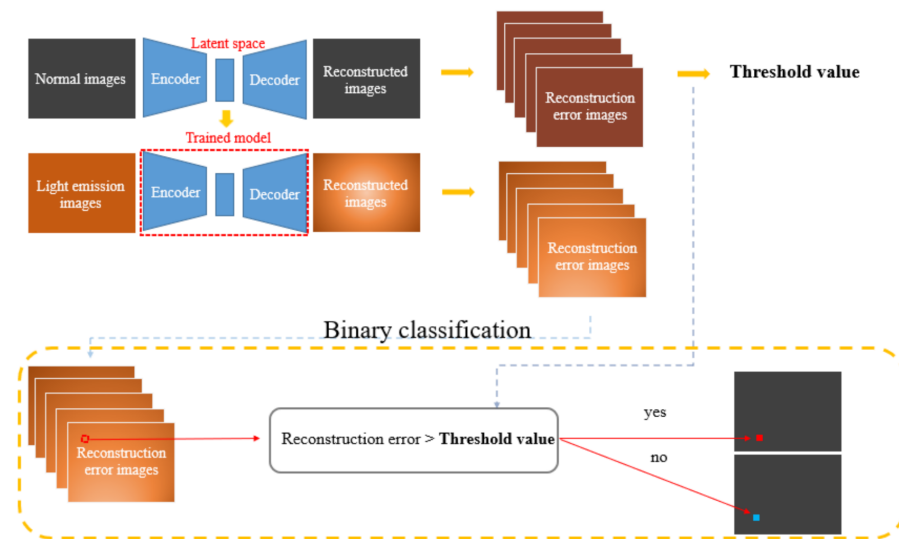 Latent space
Normal images
Encoder
Decoder
Reconstructed
images
Reconstruction
error images
Threshold value
Trained model
Light emission
images
Encoder
Decoder
Reconstructed
images
Reconstruction
error images
Binary classification
Reconstruction
error images
Reconstruction error > Threshold value
yes
no